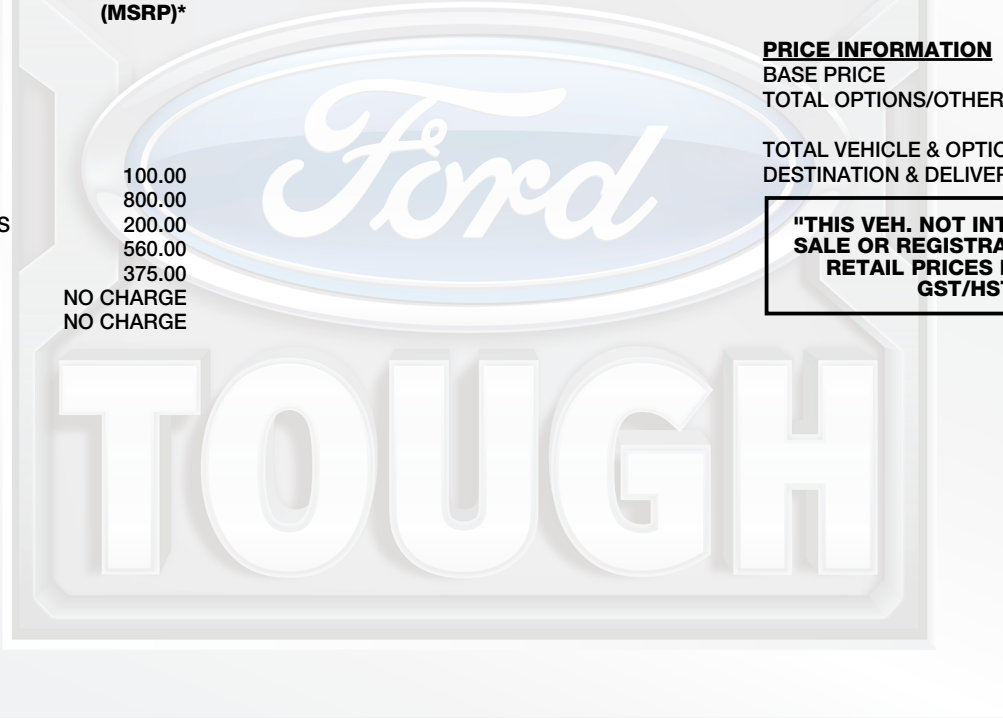 (MSRP)*
100.00
800.00
S 200.00
560.00
375.00
NO CHARGE
NO CHARGE
PRICE INFORMATION
BASE PRICE
TOTAL OPTIONS/OTHER
TOTAL VEHICLE & OPTIO
DESTINATION & DELIVER
"THIS VEH. NOT INT
SALE OR REGISTRA
RETAIL PRICES
GST/HST
Ford
TOUGH